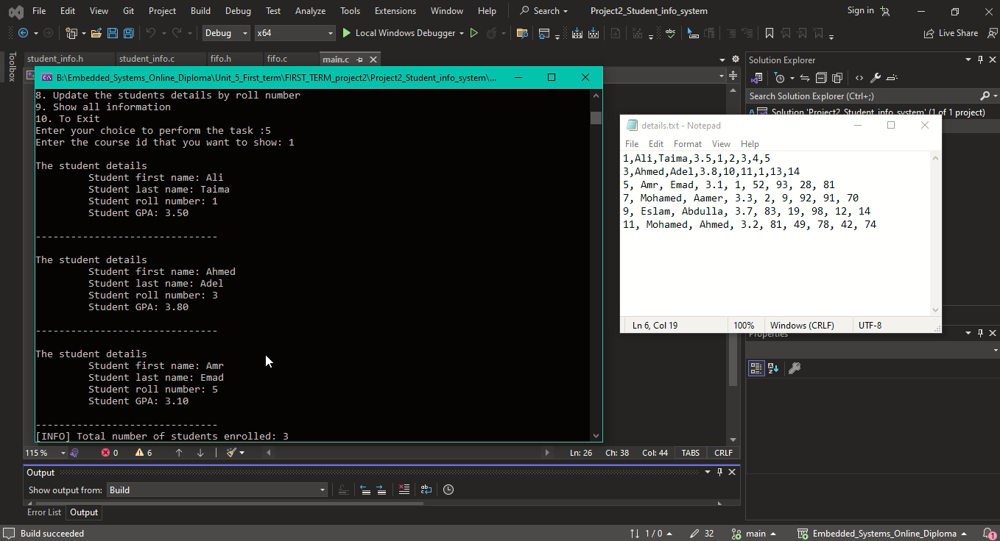 File Edit View Git Project Build Debug Test Analyze Tools Extensions Window Help Search Project2_Student_info_system Sign in
Debug x64 Local Windows Debugger Live Share
Toolbox
student_info.h student_info.c fifo.h fifo.c main.c
B:\Embedded_Systems_Online_Diploma\Unit_5_First_term\FIRST_TERM_project2\Project2_Student_info_system\...
8. Update the students details by roll number
9. Show all information
10. To Exit
Enter your choice to perform the task :5
Enter the course id that you want to show: 1
The student details
Student first name: Ali
Student last name: Taima
Student roll number: 1
Student GPA: 3.50
-------------------------------
The student details
Student first name: Ahmed
Student last name: Adel
Student roll number: 3
Student GPA: 3.80
-------------------------------
The student details
Student first name: Amr
Student last name: Emad
Student roll number: 5
Student GPA: 3.10
-------------------------------
[INFO] Total number of students enrolled: 3
Solution Explorer
Search Solution Explorer (Ctrl+;)
Solution 'Project2_Student_info_system' (1 of 1 project)
details.txt - Notepad
File Edit Format View Help
1,Ali,Taima,3.5,1,2,3,4,5
3,Ahmed,Adel,3.8,10,11,1,13,14
5, Amr, Emad, 3.1, 1, 52, 93, 28, 81
7, Mohamed, Aamer, 3.3, 2, 9, 92, 91, 70
9, Eslam, Abdulla, 3.7, 83, 19, 98, 12, 14
11, Mohamed, Ahmed, 3.2, 81, 49, 78, 42, 74
Ln 6, Col 19 100% Windows (CRLF) UTF-8
Properties
115 % 0 6 Ln: 26 Ch: 38 Col: 44 TABS CRLF
Output
Show output from: Build
Error List Output
Build succeeded 1 / 0 32 main Embedded_Systems_Online_Diploma 1